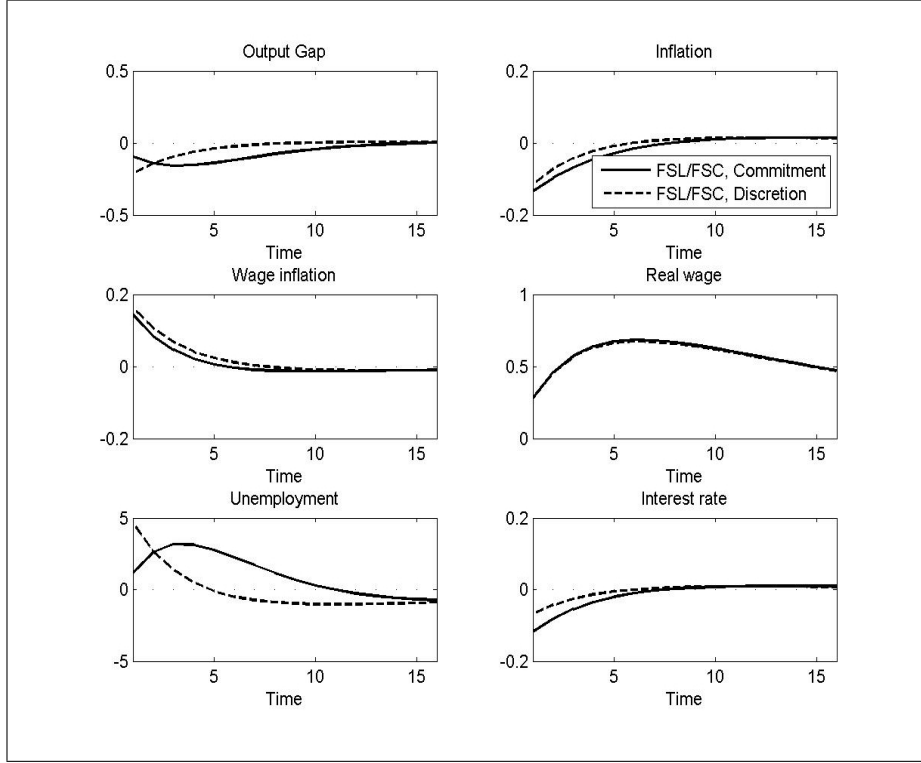 Output Gap
0.5
0
-0.5
5
10
15
Time
Inflation
0.2
0
-0.2
5
10
15
Time
FSL/FSC, Commitment
FSL/FSC, Discretion
Wage inflation
0.2
0
-0.2
5
10
15
Time
Real wage
1
0.5
0
5
10
15
Time
Unemployment
5
0
-5
5
10
15
Time
Interest rate
0.2
0
-0.2
5
10
15
Time